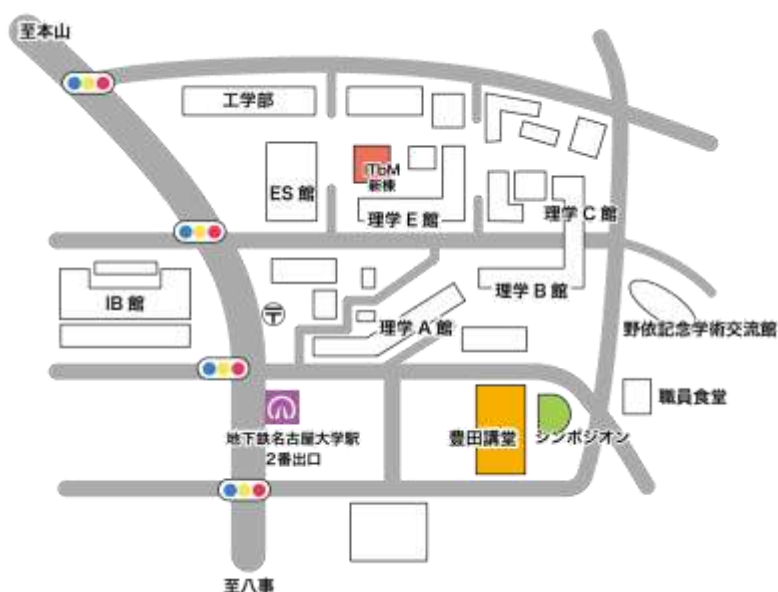 至本山
工学部
ITbM
新棟
ES 館
理学 E 館
理学 C 館
IB 館
理学 B 館
〒
理学 A 館
野依記念学術交流館
職員食堂
地下鉄名古屋大学駅
2番出口
豊田講堂
シンポジオン
至八事